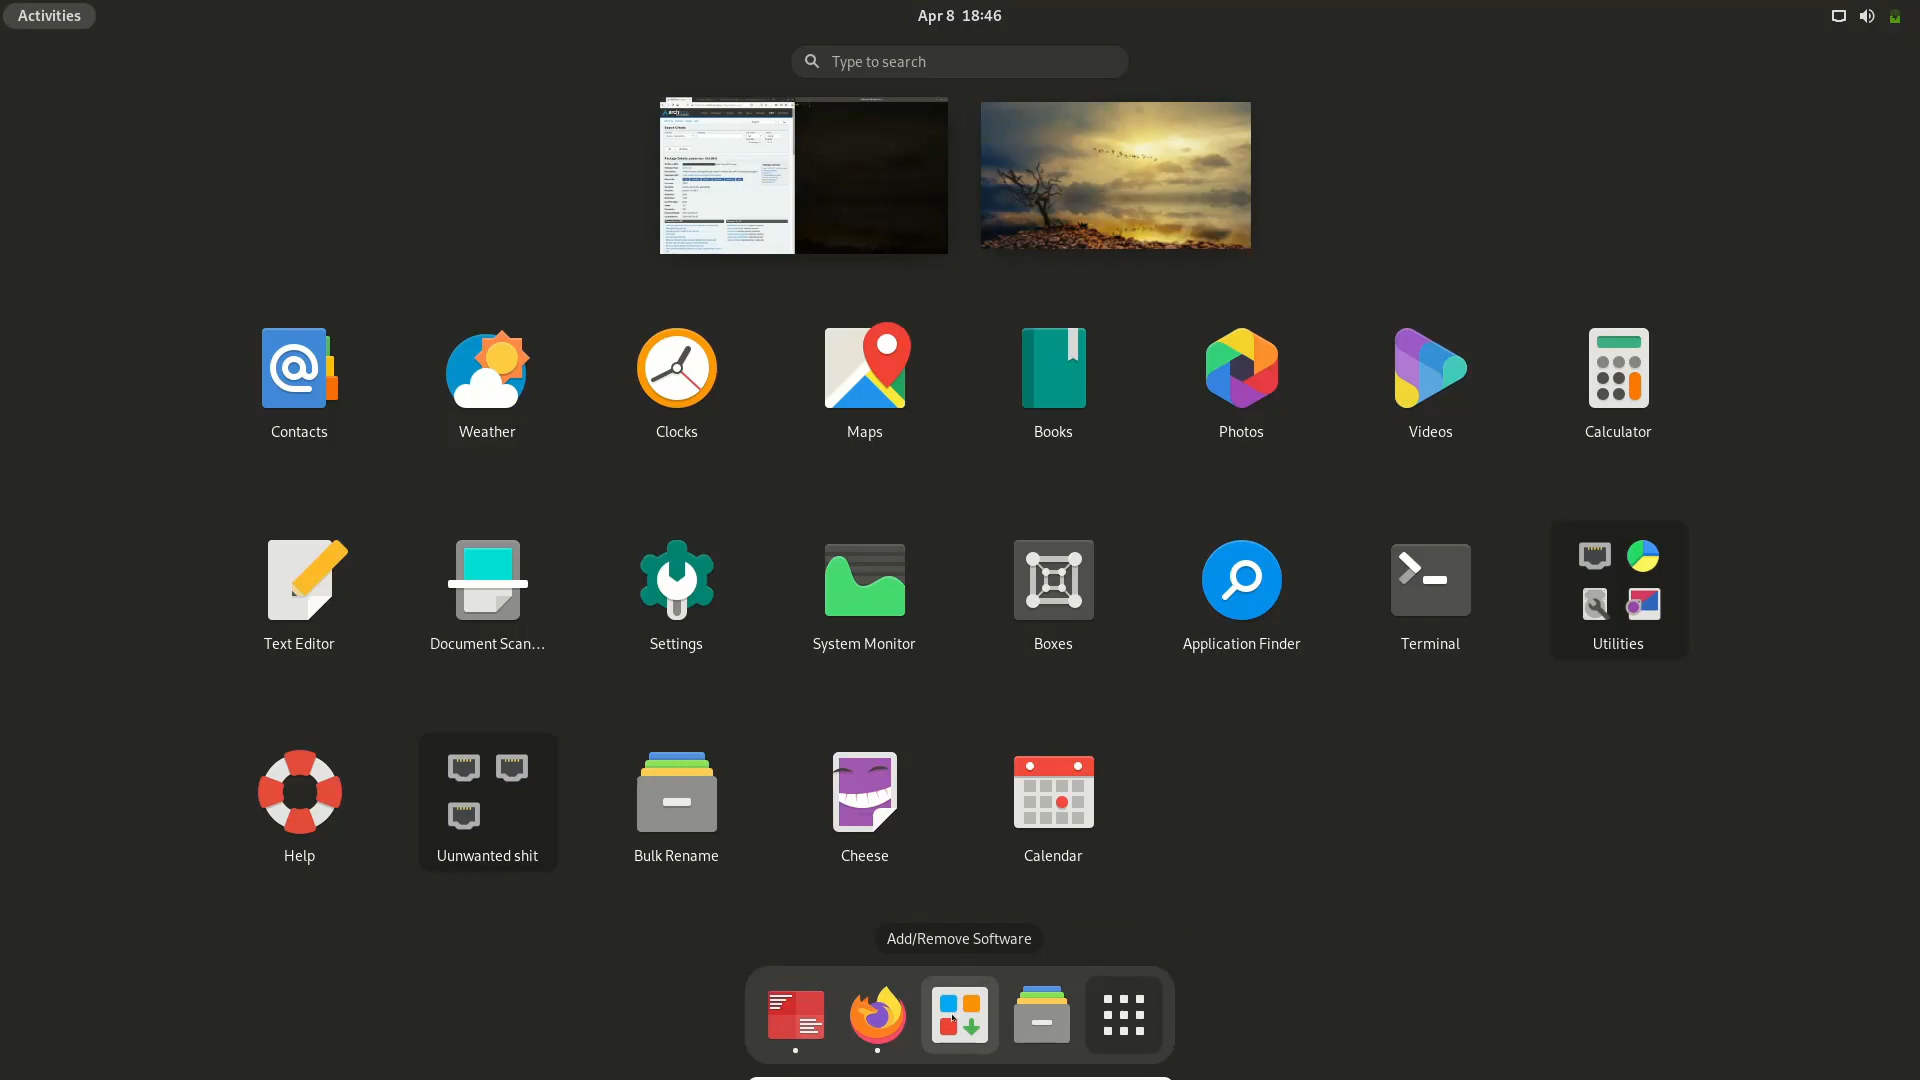 Activities
Apr 8 18:46
Type to search
Contacts
Weather
Clocks
Maps
Books
Photos
Videos
Calculator
Text Editor
Document Scan...
Settings
System Monitor
Boxes
Application Finder
Terminal
Utilities
Help
Uunwanted shit
Bulk Rename
Cheese
Calendar
Add/Remove Software